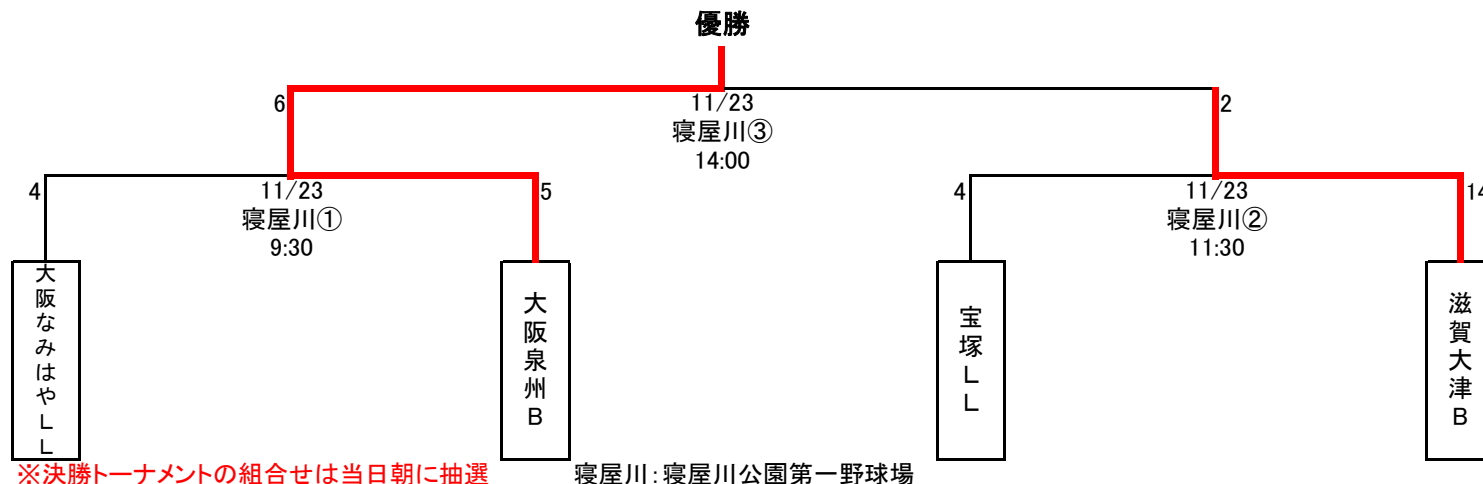 優勝
6
2
11/23
寝屋川③
14:00
4
5
4
14
11/23
寝屋川①
9:30
11/23
寝屋川②
11:30
大阪なみはやLL
大阪泉州B
宝塚LL
滋賀大津B
※決勝トーナメントの組合せは当日朝に抽選
寝屋川:寝屋川公園第一野球場